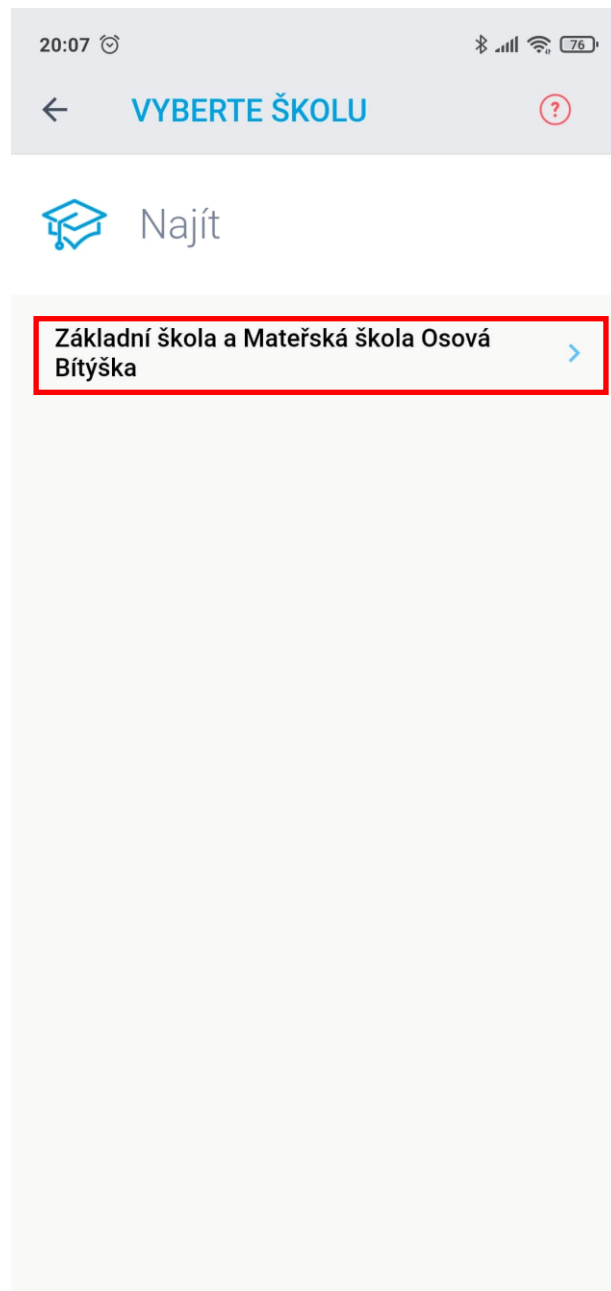 20:07
76
VYBERTE ŠKOLU
?
Najít
Základní škola a Mateřská škola Osová
Bítýška